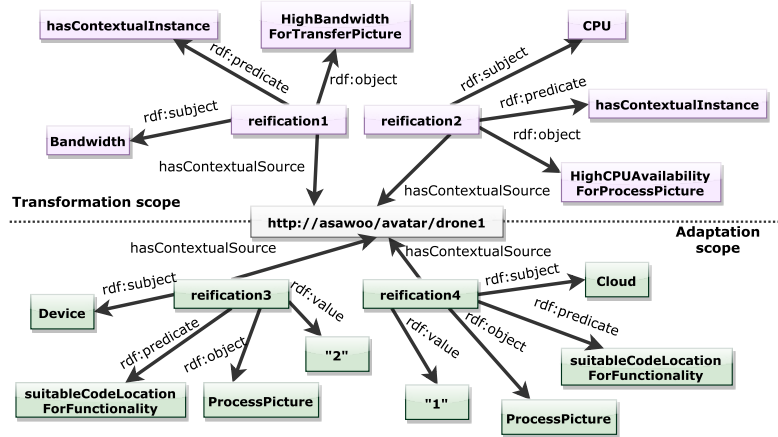 hasContextualInstance
HighBandwidth
ForTransferPicture
CPU
rdf:predicate
rdf:object
rdf:subject
rdf:predicate
hasContextualInstance
rdf:subject
reification1
reification2
rdf:object
Bandwidth
hasContextualSource
HighCPUAvailability
ForProcessPicture
hasContextualSource
Transformation scope
http://asawoo/avatar/drone1
Adaptation
scope
hasContextualSource
hasContextualSource
rdf:subject
reification3
rdf:value
reification4
rdf:subject
Cloud
Device
rdf:predicate
rdf:object
"2"
rdf:value
rdf:object
rdf:predicate
suitableCodeLocation
ForFunctionality
suitableCodeLocation
ForFunctionality
ProcessPicture
"1"
ProcessPicture